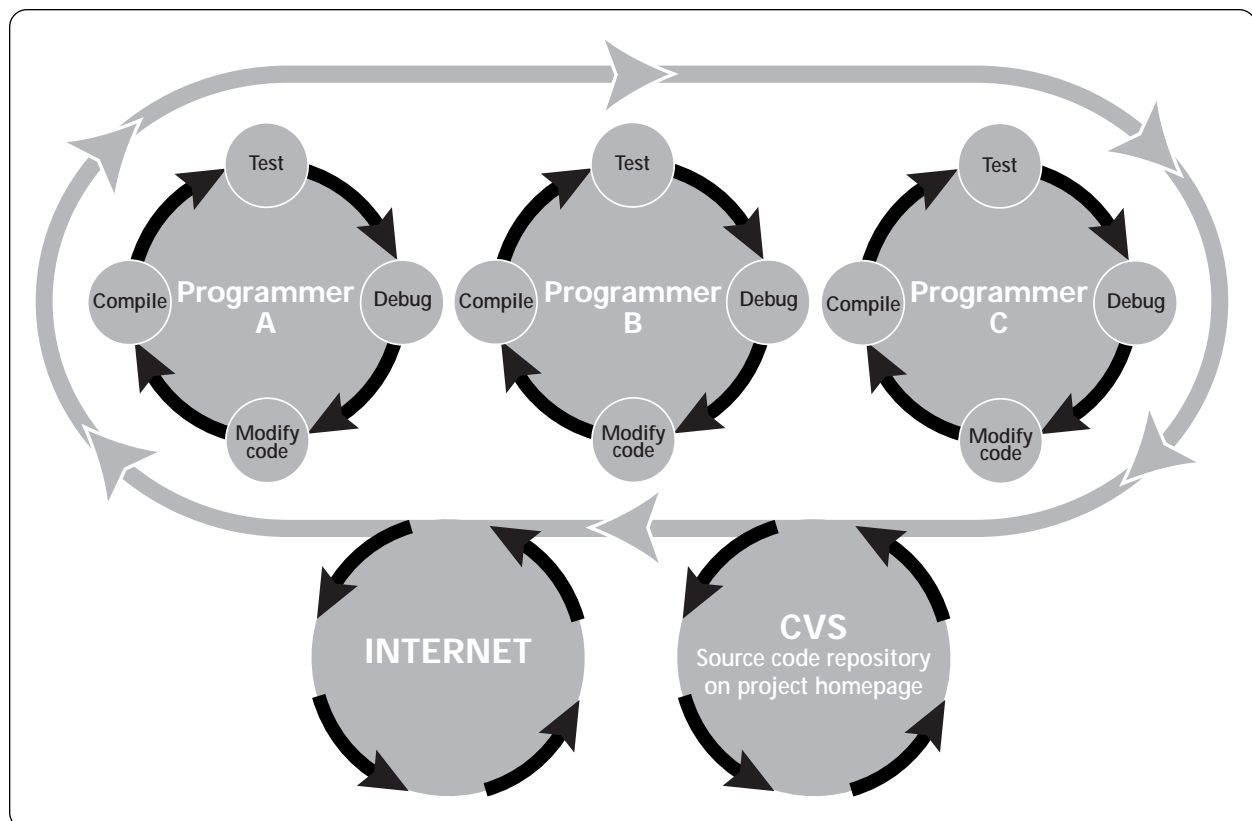 Test
Compile
Programmer
A
Debug
Modify
code
Test
Compile
Programmer
B
Debug
Modify
code
Test
Compile
Programmer
C
Debug
Modify
code
INTERNET
CVS
Source code repository
on project homepage